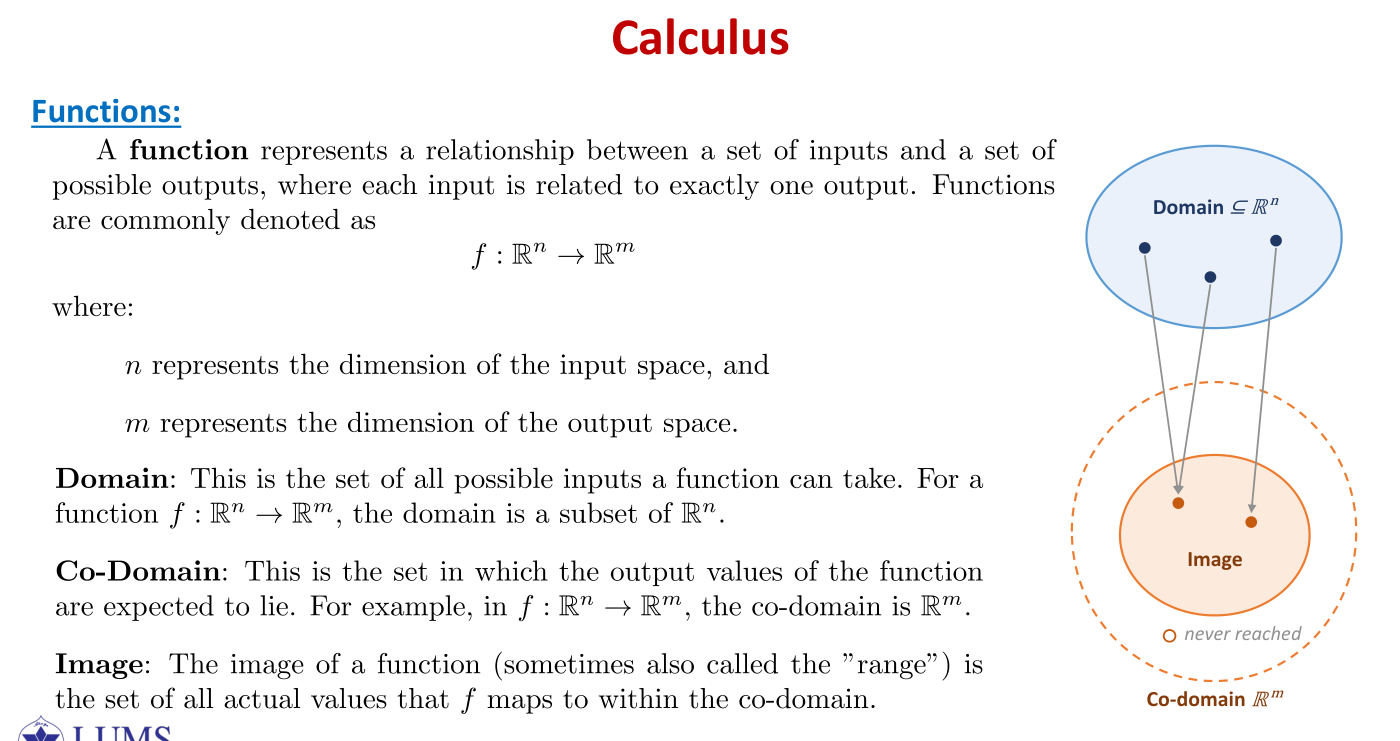 Calculus
Functions:
A function represents a relationship between a set of inputs and a set of
possible outputs, where each input is related to exactly one output. Functions
are commonly denoted as
f : ℝⁿ → ℝᵐ
where:
n represents the dimension of the input space, and
m represents the dimension of the output space.
Domain: This is the set of all possible inputs a function can take. For a
function f : ℝⁿ → ℝᵐ, the domain is a subset of ℝⁿ.
Co-Domain: This is the set in which the output values of the function
are expected to lie. For example, in f : ℝⁿ → ℝᵐ, the co-domain is ℝᵐ.
Image: The image of a function (sometimes also called the ”range”) is
the set of all actual values that f maps to within the co-domain.
Domain ⊆ ℝⁿ
Image
never reached
Co-domain ℝᵐ
LUMS